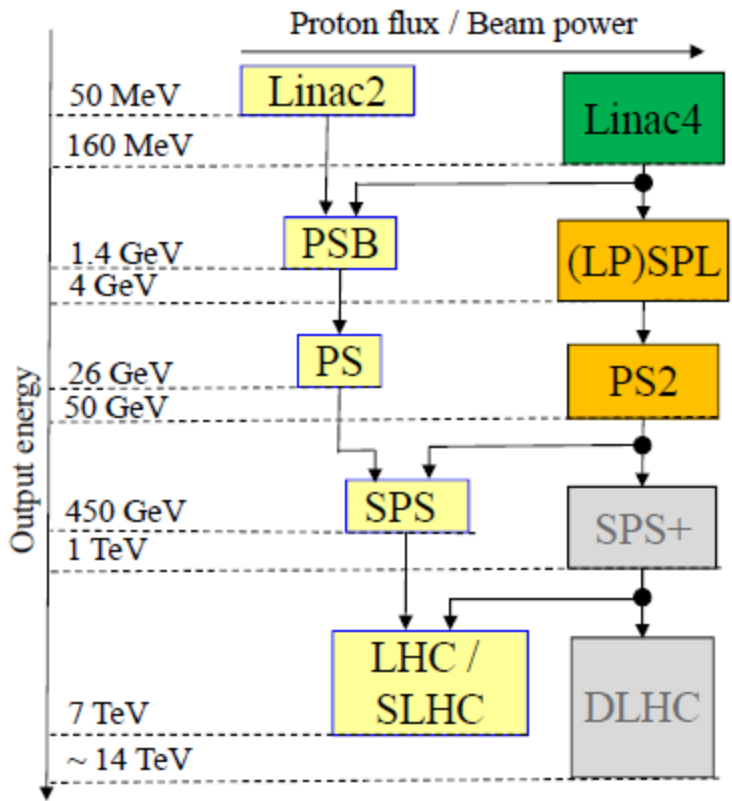 Proton flux / Beam power
50 MeV
Linac2
Linac4
160 MeV
PSB
(LP)SPL
1.4 GeV
4 GeV
PS
PS2
26 GeV
50 GeV
Output energy
SPS
SPS+
450 GeV
1 TeV
LHC /
SLHC
DLHC
7 TeV
~ 14 TeV